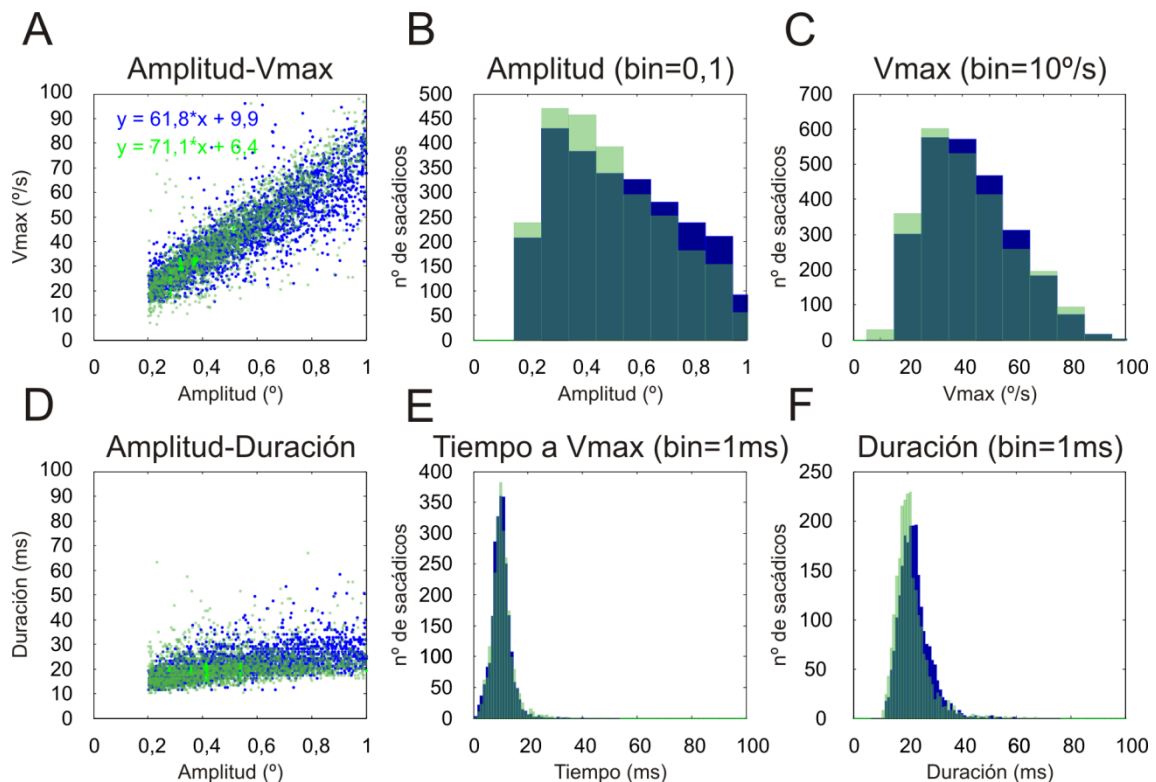 A
Amplitud-Vmax
y = 61,8*x + 9,9
y = 71,1*x + 6,4
Vmax (º/s)
100
90
80
70
60
50
40
30
20
10
0
0 0,2 0,4 0,6 0,8 1
Amplitud (º)
B
Amplitud (bin=0,1)
nº de sacádicos
500
450
400
350
300
250
200
150
100
50
0
0,2 0,4 0,6 0,8 1
Amplitud (º)
C
Vmax (bin=10º/s)
nº de sacádicos
700
600
500
400
300
200
100
0
0 20 40 60 80 100
Vmax (º/s)
D
Amplitud-Duración
Duración (ms)
100
90
80
70
60
50
40
30
20
10
0
0 0,2 0,4 0,6 0,8 1
Amplitud (º)
E
Tiempo a Vmax (bin=1ms)
nº de sacádicos
400
350
300
250
200
150
100
50
0
0 20 40 60 80 100
Tiempo (ms)
F
Duración (bin=1ms)
nº de sacádicos
250
200
150
100
50
0
0 20 40 60 80 100
Duración (ms)